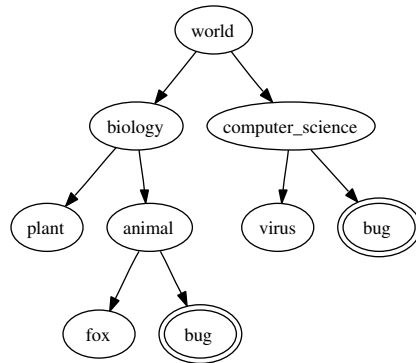 world
biology computer_science
plant animal virus bug
fox bug